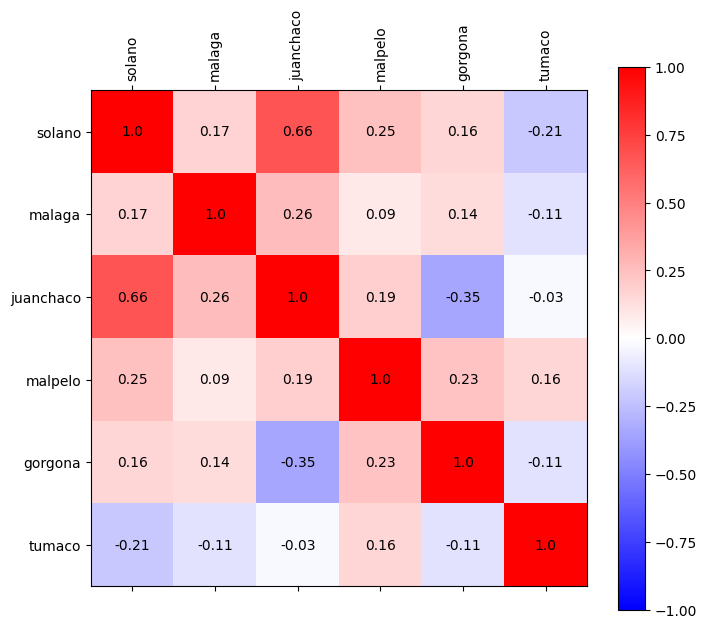 solano malaga juanchaco malpelo gorgona tumaco
solano 1.0 0.17 0.66 0.25 0.16 -0.21
malaga 0.17 1.0 0.26 0.09 0.14 -0.11
juanchaco 0.66 0.26 1.0 0.19 -0.35 -0.03
malpelo 0.25 0.09 0.19 1.0 0.23 0.16
gorgona 0.16 0.14 -0.35 0.23 1.0 -0.11
tumaco -0.21 -0.11 -0.03 0.16 -0.11 1.0
1.00
0.75
0.50
0.25
0.00
−0.25
−0.50
−0.75
−1.00